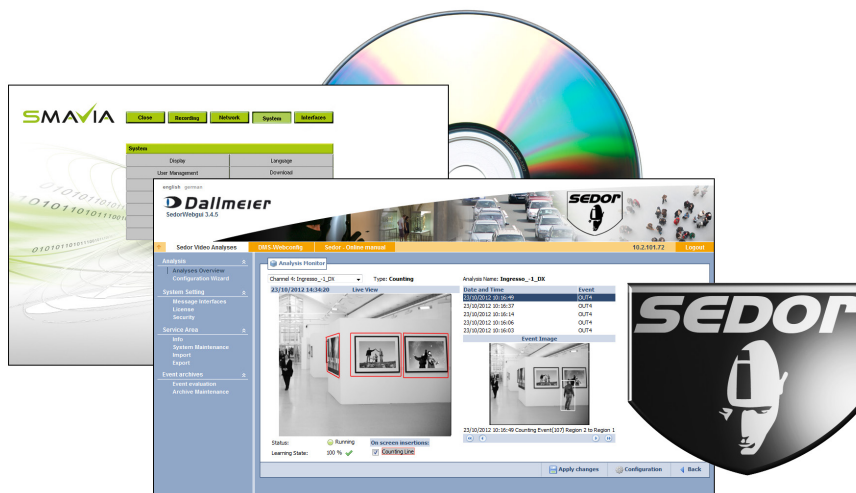 SMAVIA
Close Recording Network System Interfaces
System
Display Language
User Management Download
english german
Dallmeier
SedorWebgui 3.4.5
SEDOR
Sedor Video Analyses DMS-Webconfig Sedor - Online manual 10.2.101.72 Logout
Analysis
Analyses Overview
Configuration Wizard
System Setting
Message Interfaces
License
Security
Service Area
Info
System Maintenance
Import
Export
Event archives
Event evaluation
Archive Maintenance
Analysis Monitor
Channel 4: Ingresso_-1_DX Type: Counting Analysis Name: Ingresso_-1_DX
23/10/2012 14:34:20 Live View
Date and Time Event
23/10/2012 10:16:49 OUT4
23/10/2012 10:16:37 OUT4
23/10/2012 10:16:14 OUT4
23/10/2012 10:16:06 OUT4
23/10/2012 10:16:03 OUT4
Event Image
23/10/2012 10:16:49 Counting Event(107) Region 2 to Region 1
Status: Running On screen insertions:
Learning State: 100 % Counting Line
Apply changes Configuration Back
SEDOR